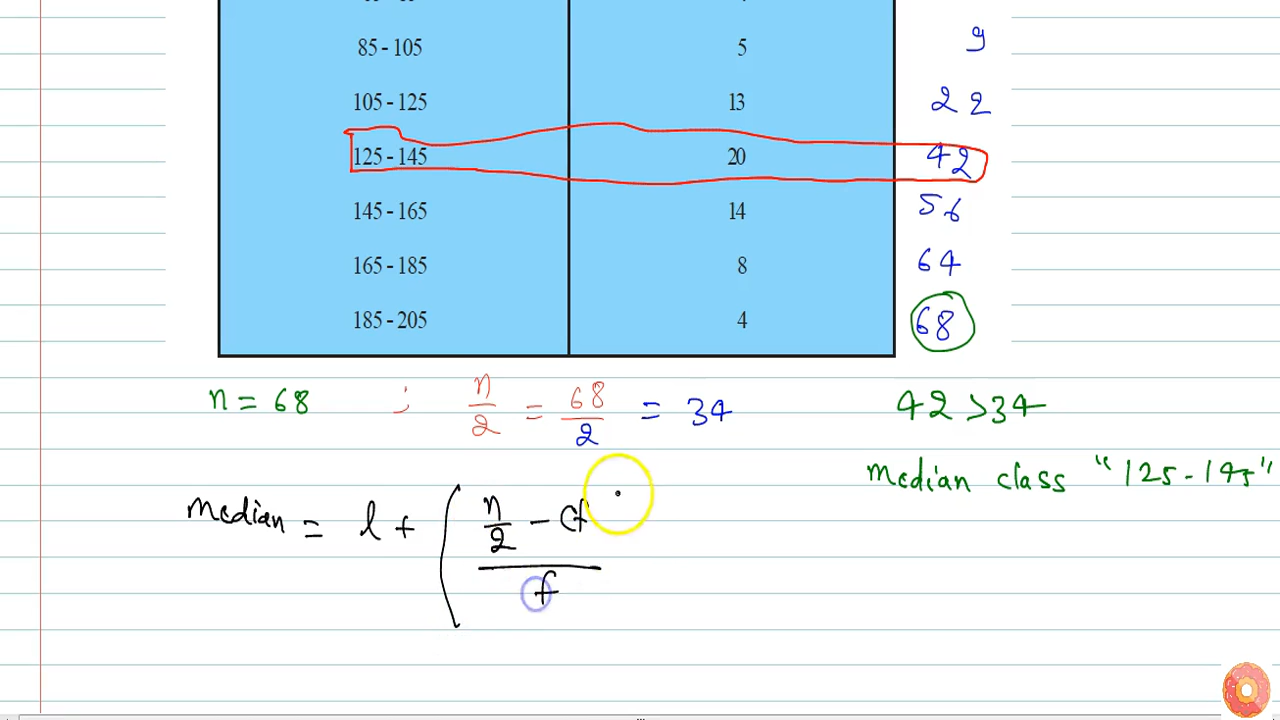 85 - 105 5 9
105 - 125 13 22
125 - 145 20 42
145 - 165 14 56
165 - 185 8 64
185 - 205 4 68
n = 68 ; n/2 = 68/2 = 34 42 > 34
median class "125 - 145"
median = l + ( n/2 - cf
f